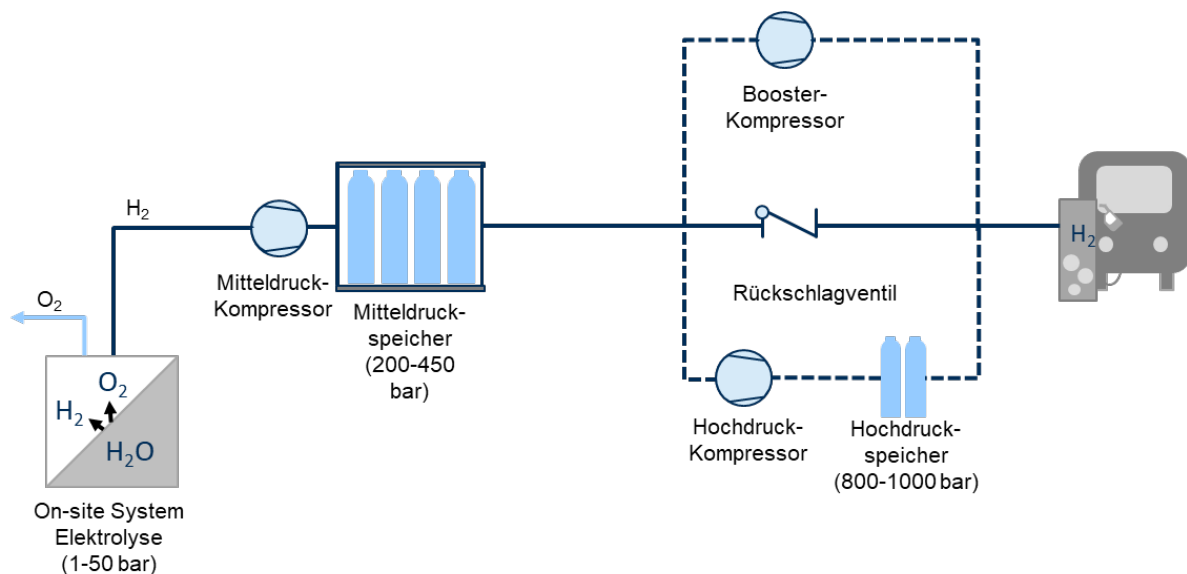 Booster-
Kompressor
H₂
Mitteldruck-
Kompressor
Mitteldruck-
speicher
(200-450
bar)
Rückschlagventil
H₂
O₂
O₂
H₂
H₂O
On-site System
Elektrolyse
(1-50 bar)
Hochdruck-
Kompressor
Hochdruck-
speicher
(800-1000 bar)